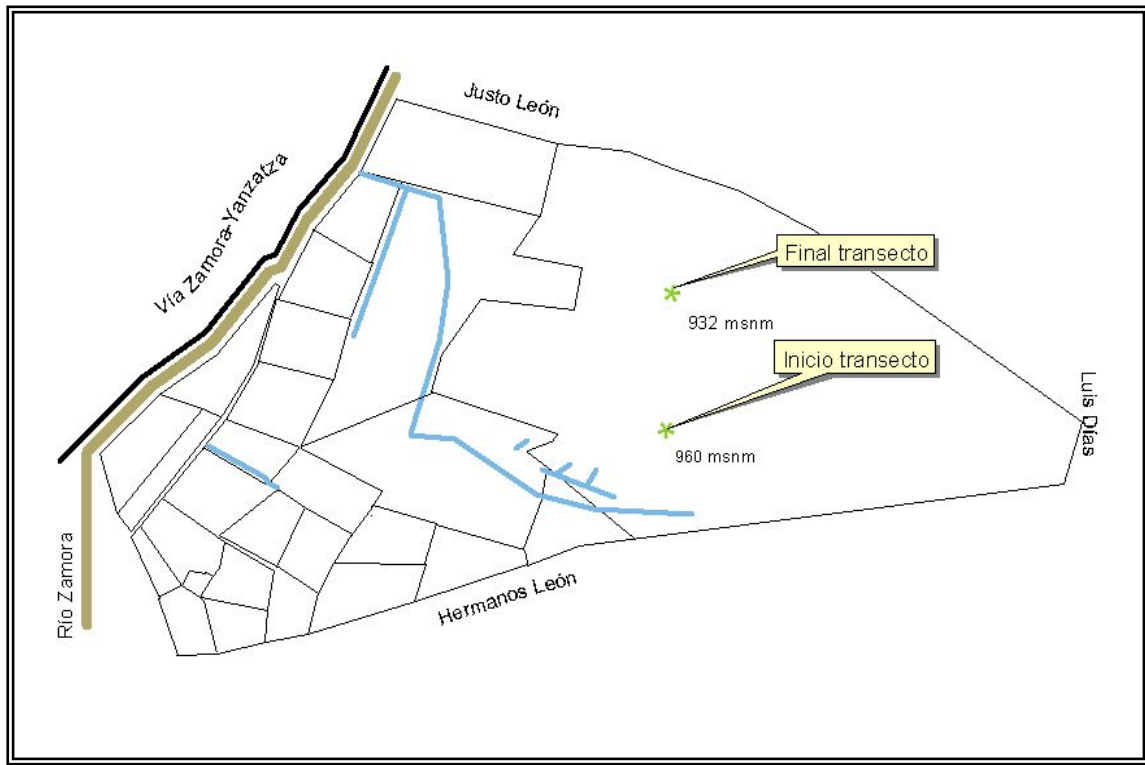 Justo León
Vía Zamora-Yanzatza
Final transecto
932 msnm
Inicio transecto
960 msnm
Luis Días
Hermanos León
Río Zamora